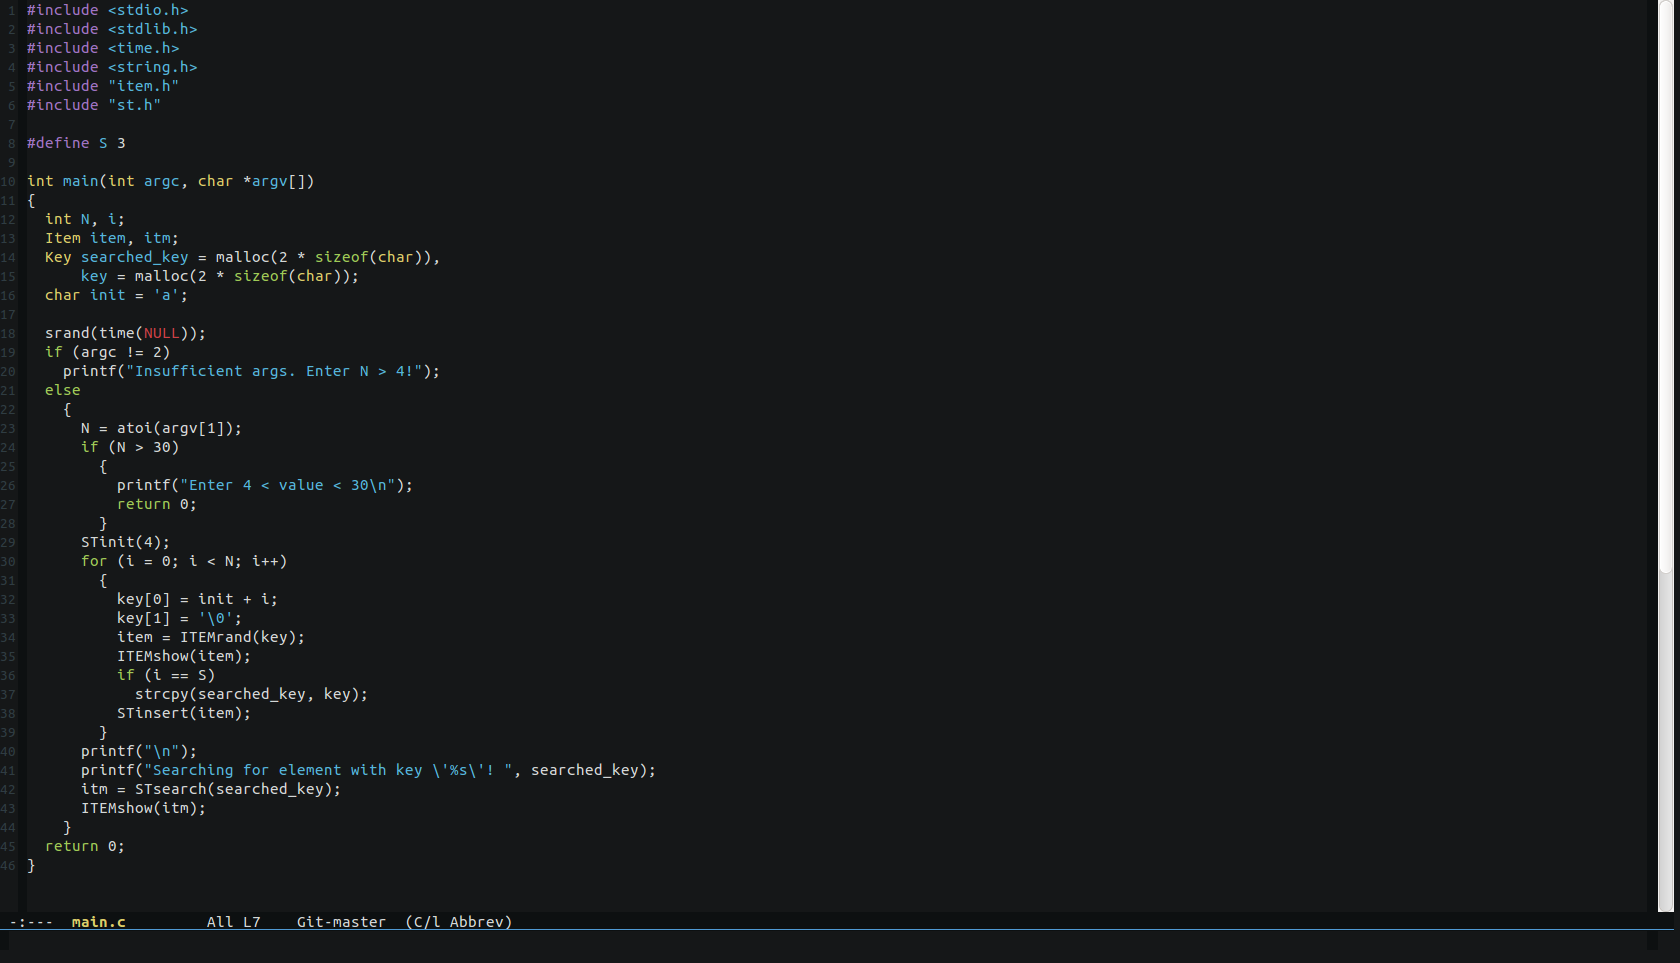 1 #include <stdio.h>
2 #include <stdlib.h>
3 #include <time.h>
4 #include <string.h>
5 #include "item.h"
6 #include "st.h"
7
8 #define S 3
9
10 int main(int argc, char *argv[])
11 {
12   int N, i;
13   Item item, itm;
14   Key searched_key = malloc(2 * sizeof(char)),
15       key = malloc(2 * sizeof(char));
16   char init = 'a';
17
18   srand(time(NULL));
19   if (argc != 2)
20     printf("Insufficient args. Enter N > 4!");
21   else
22     {
23       N = atoi(argv[1]);
24       if (N > 30)
25         {
26           printf("Enter 4 < value < 30\n");
27           return 0;
28         }
29       STinit(4);
30       for (i = 0; i < N; i++)
31         {
32           key[0] = init + i;
33           key[1] = '\0';
34           item = ITEMrand(key);
35           ITEMshow(item);
36           if (i == S)
37             strcpy(searched_key, key);
38           STinsert(item);
39         }
40       printf("\n");
41       printf("Searching for element with key \'%s\'! ", searched_key);
42       itm = STsearch(searched_key);
43       ITEMshow(itm);
44     }
45   return 0;
46 }
-:---  main.c         All L7    Git-master  (C/l Abbrev)